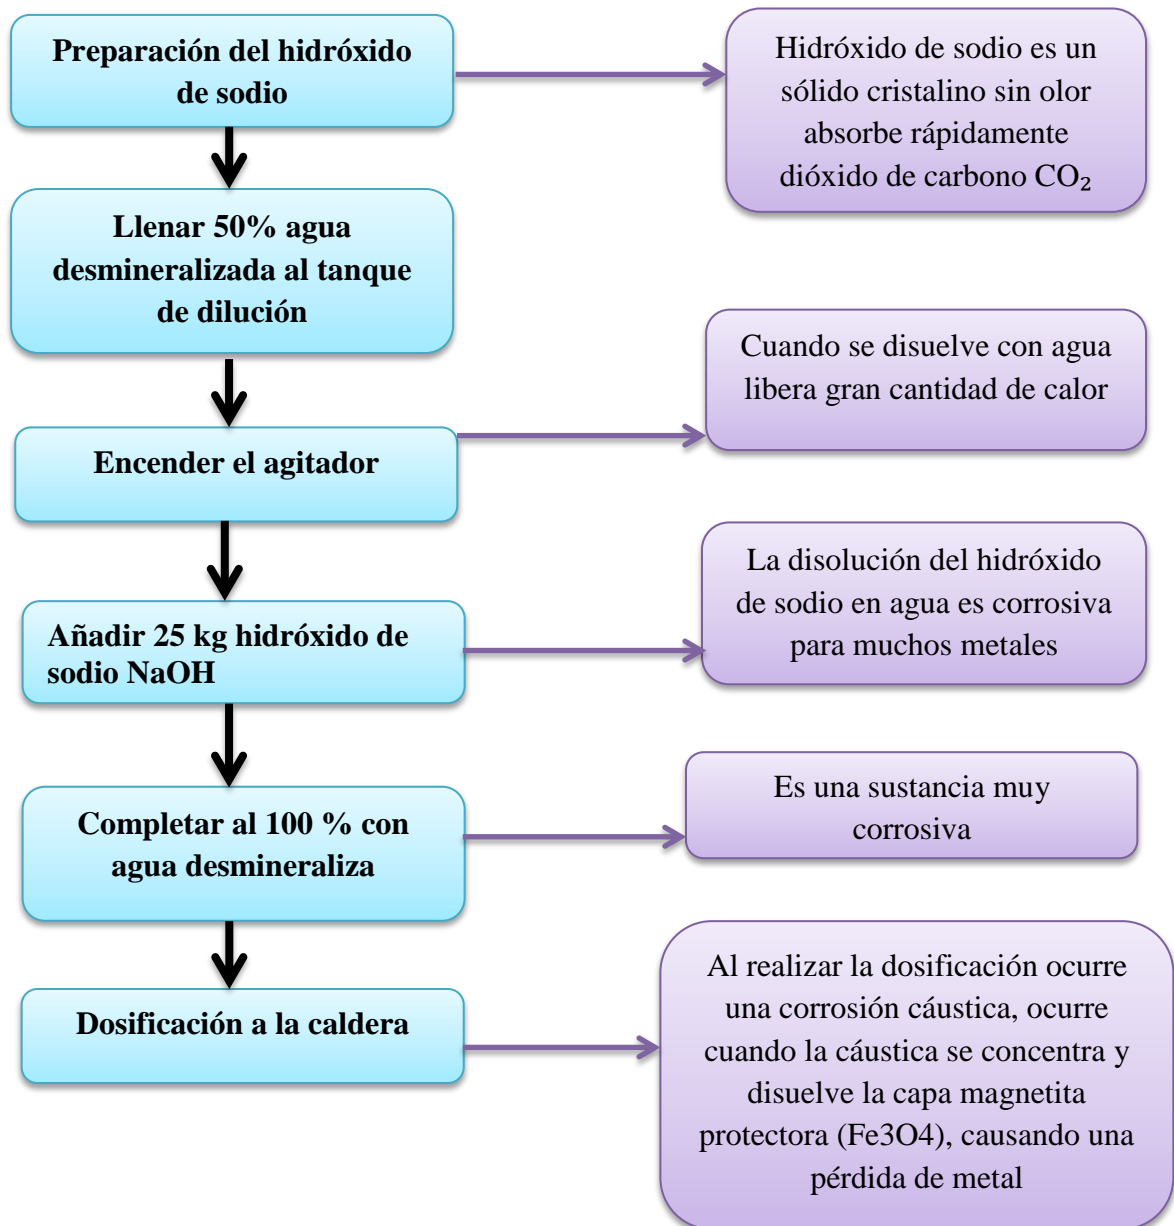 Preparación del hidróxido
de sodio
Hidróxido de sodio es un
sólido cristalino sin olor
absorbe rápidamente
dióxido de carbono CO₂
Llenar 50% agua
desmineralizada al tanque
de dilución
Cuando se disuelve con agua
libera gran cantidad de calor
Encender el agitador
La disolución del hidróxido
de sodio en agua es corrosiva
para muchos metales
Añadir 25 kg hidróxido de
sodio NaOH
Es una sustancia muy
corrosiva
Completar al 100 % con
agua desmineraliza
Al realizar la dosificación ocurre
una corrosión cáustica, ocurre
cuando la cáustica se concentra y
disuelve la capa magnetita
protectora (Fe3O4), causando una
pérdida de metal
Dosificación a la caldera